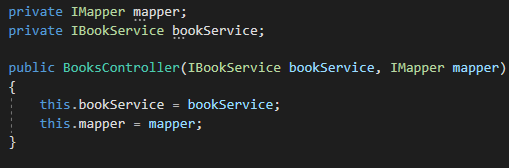 private IMapper mapper;
private IBookService bookService;
public BooksController(IBookService bookService, IMapper mapper)
{
this.bookService = bookService;
this.mapper = mapper;
}